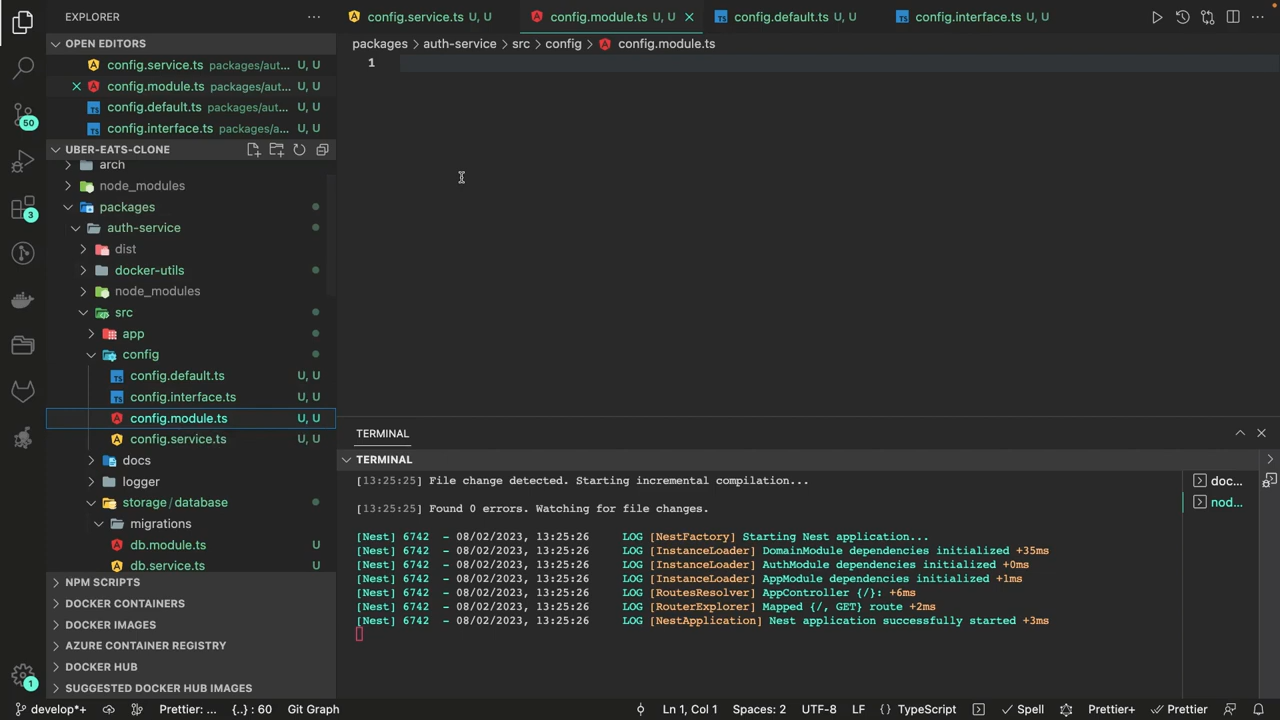 EXPLORER
OPEN EDITORS
config.service.ts packages/aut... U, U
config.module.ts packages/aut... U, U
config.default.ts packages/aut... U, U
config.interface.ts packages/a... U, U
UBER-EATS-CLONE
arch
node_modules
packages
auth-service
dist
docker-utils
node_modules
src
app
config
config.default.ts U, U
config.interface.ts U, U
config.module.ts U, U
config.service.ts U, U
docs
logger
storage/database
migrations
db.module.ts U
db.service.ts U
NPM SCRIPTS
DOCKER CONTAINERS
DOCKER IMAGES
AZURE CONTAINER REGISTRY
DOCKER HUB
SUGGESTED DOCKER HUB IMAGES
50
3
1
config.service.ts U, U config.module.ts U, U config.default.ts U, U config.interface.ts U, U
packages > auth-service > src > config > config.module.ts
1
TERMINAL
TERMINAL
[13:25:25] File change detected. Starting incremental compilation...
[13:25:25] Found 0 errors. Watching for file changes.
[Nest] 6742 - 08/02/2023, 13:25:26 LOG [NestFactory] Starting Nest application...
[Nest] 6742 - 08/02/2023, 13:25:26 LOG [InstanceLoader] DomainModule dependencies initialized +35ms
[Nest] 6742 - 08/02/2023, 13:25:26 LOG [InstanceLoader] AuthModule dependencies initialized +0ms
[Nest] 6742 - 08/02/2023, 13:25:26 LOG [InstanceLoader] AppModule dependencies initialized +1ms
[Nest] 6742 - 08/02/2023, 13:25:26 LOG [RoutesResolver] AppController {/}: +6ms
[Nest] 6742 - 08/02/2023, 13:25:26 LOG [RouterExplorer] Mapped {/, GET} route +2ms
[Nest] 6742 - 08/02/2023, 13:25:26 LOG [NestApplication] Nest application successfully started +3ms
doc...
nod...
develop*+ Prettier: ... {..} : 60 Git Graph Ln 1, Col 1 Spaces: 2 UTF-8 LF {} TypeScript Spell Prettier+ Prettier